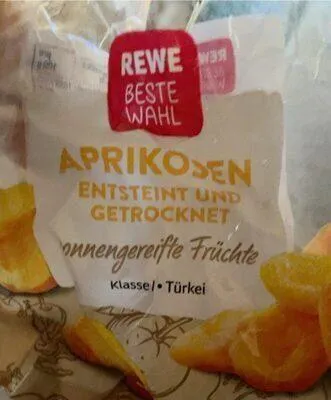 REWE
BESTE
WAHL
APRIKOSEN
ENTSTEINT UND
GETROCKNET
onnengereifte Früchte
Klasse I • Türkei